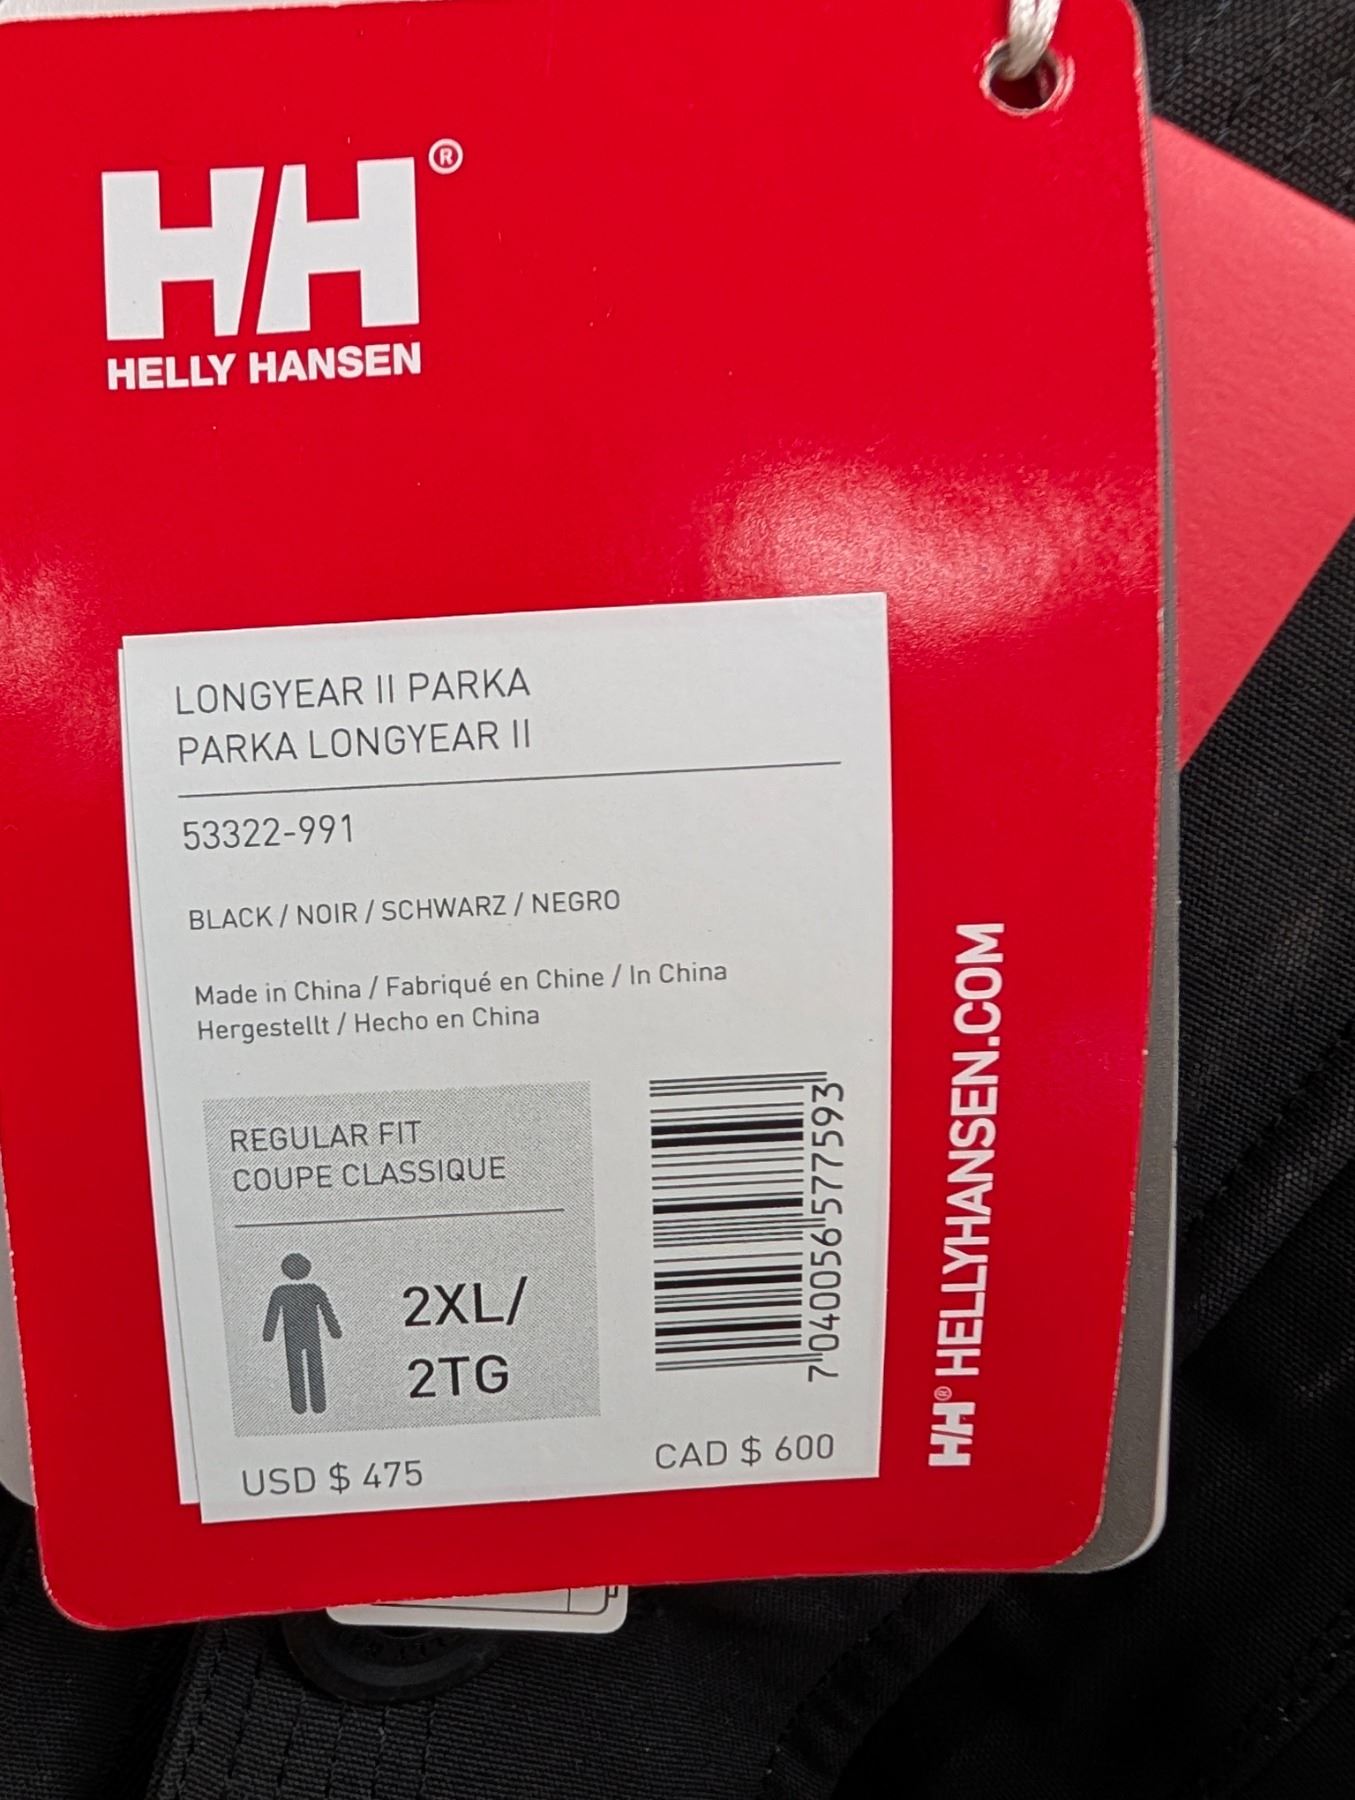 HH®
HELLY HANSEN
LONGYEAR II PARKA
PARKA LONGYEAR II
53322-991
BLACK / NOIR / SCHWARZ / NEGRO
Made in China / Fabriqué en Chine / In China
Hergestellt / Hecho en China
REGULAR FIT
COUPE CLASSIQUE
2XL/
2TG
7040056577593
USD $ 475
CAD $ 600
HH® HELLYHANSEN.COM